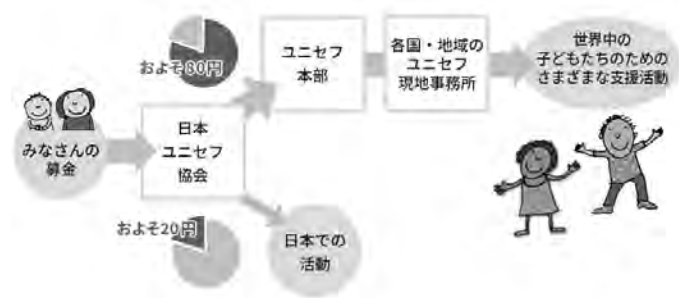 みなさんの
募金
日本
ユニセフ
協会
およそ80円
ユニセフ
本部
各国・地域の
ユニセフ
現地事務所
世界中の
子どもたちのための
さまざまな支援活動
およそ20円
日本での
活動